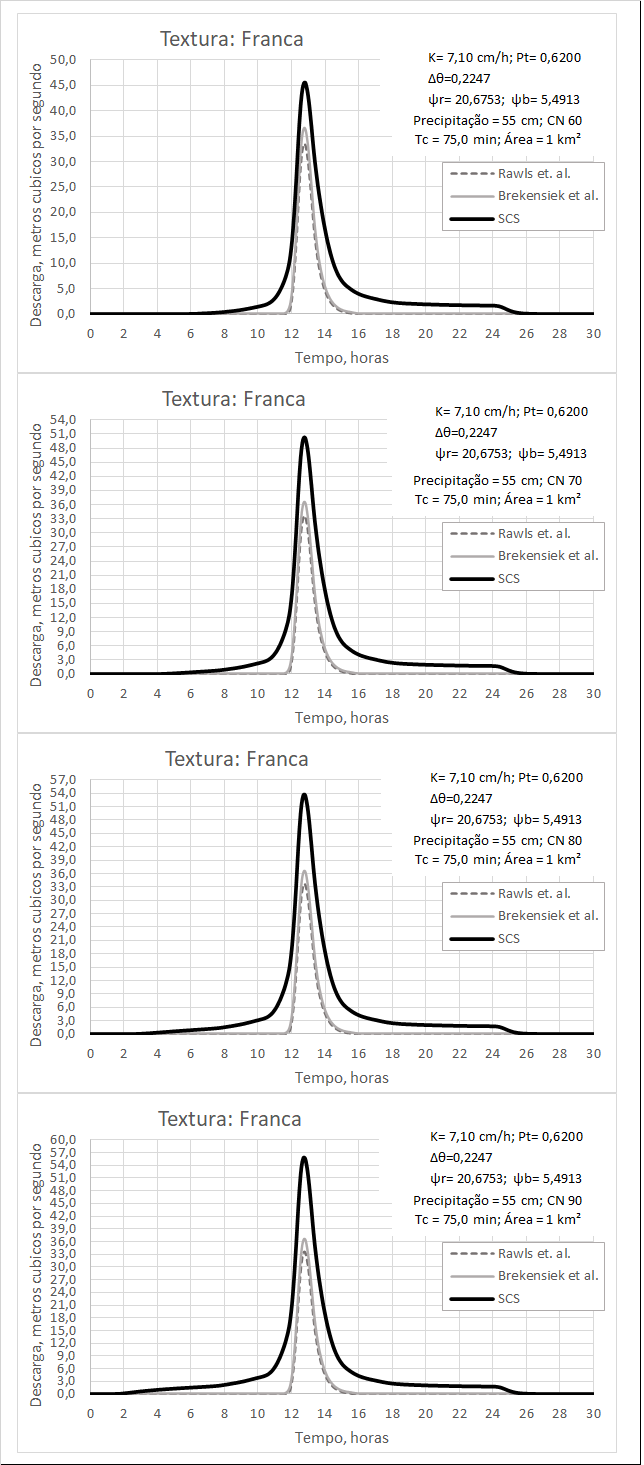 Textura: Franca
K= 7,10 cm/h; Pt= 0,6200
Δθ=0,2247
ψr= 20,6753; ψb= 5,4913
Precipitação = 55 cm; CN 60
Tc = 75,0 min; Área = 1 km²
Rawls et. al.
Brekensiek et al.
SCS
Descarga, metros cubicos por segundo
50,0
45,0
40,0
35,0
30,0
25,0
20,0
15,0
10,0
5,0
0,0
0 2 4 6 8 10 12 14 16 18 20 22 24 26 28 30
Tempo, horas
Textura: Franca
K= 7,10 cm/h; Pt= 0,6200
Δθ=0,2247
ψr= 20,6753; ψb= 5,4913
Precipitação = 55 cm; CN 70
Tc = 75,0 min; Área = 1 km²
Rawls et. al.
Brekensiek et al.
SCS
Descarga, metros cubicos por segundo
54,0
51,0
48,0
45,0
42,0
39,0
36,0
33,0
30,0
27,0
24,0
21,0
18,0
15,0
12,0
9,0
6,0
3,0
0,0
0 2 4 6 8 10 12 14 16 18 20 22 24 26 28 30
Tempo, horas
Textura: Franca
K= 7,10 cm/h; Pt= 0,6200
Δθ=0,2247
ψr= 20,6753; ψb= 5,4913
Precipitação = 55 cm; CN 80
Tc = 75,0 min; Área = 1 km²
Rawls et. al.
Brekensiek et al.
SCS
Descarga, metros cubicos por segundo
57,0
54,0
51,0
48,0
45,0
42,0
39,0
36,0
33,0
30,0
27,0
24,0
21,0
18,0
15,0
12,0
9,0
6,0
3,0
0,0
0 2 4 6 8 10 12 14 16 18 20 22 24 26 28 30
Tempo, horas
Textura: Franca
K= 7,10 cm/h; Pt= 0,6200
Δθ=0,2247
ψr= 20,6753; ψb= 5,4913
Precipitação = 55 cm; CN 90
Tc = 75,0 min; Área = 1 km²
Rawls et. al.
Brekensiek et al.
SCS
Descarga, metros cubicos por segundo
60,0
57,0
54,0
51,0
48,0
45,0
42,0
39,0
36,0
33,0
30,0
27,0
24,0
21,0
18,0
15,0
12,0
9,0
6,0
3,0
0,0
0 2 4 6 8 10 12 14 16 18 20 22 24 26 28 30
Tempo, horas